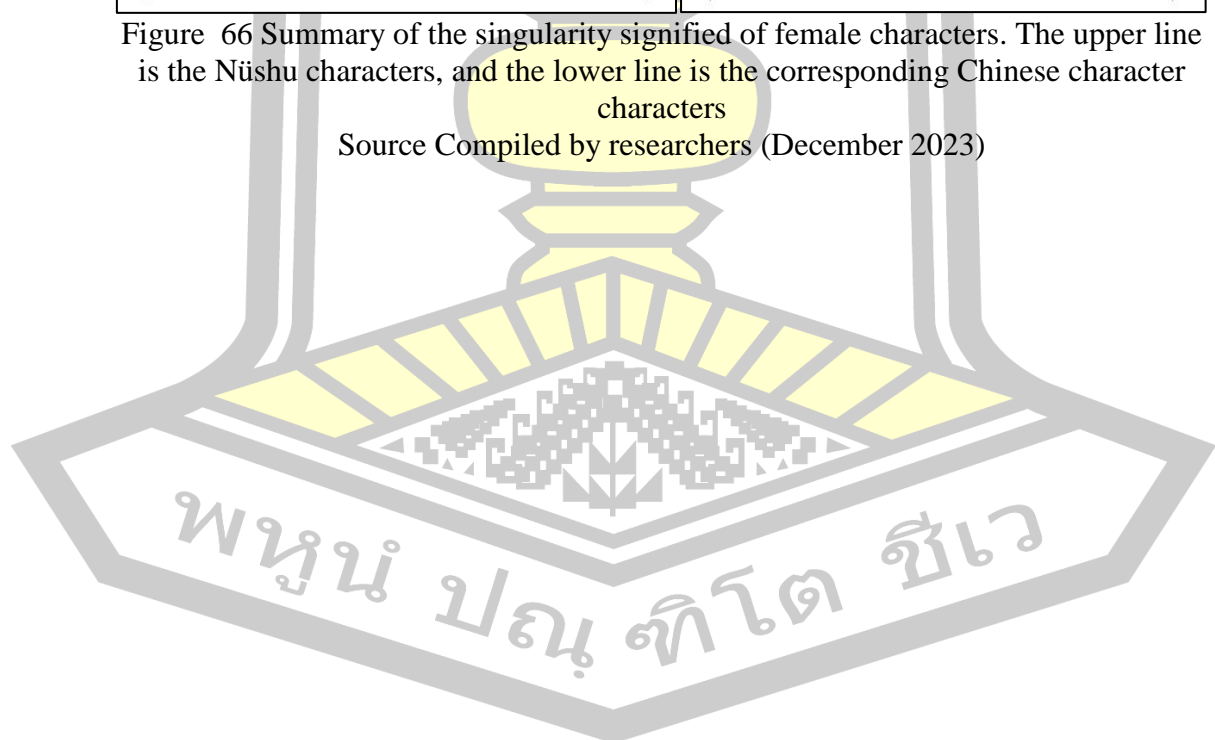 Figure  66 Summary of the singularity signified of female characters. The upper line
is the Nüshu characters, and the lower line is the corresponding Chinese character
characters
Source Compiled by researchers (December 2023)
พหูนํ ปณฺฑิโต ชีเว